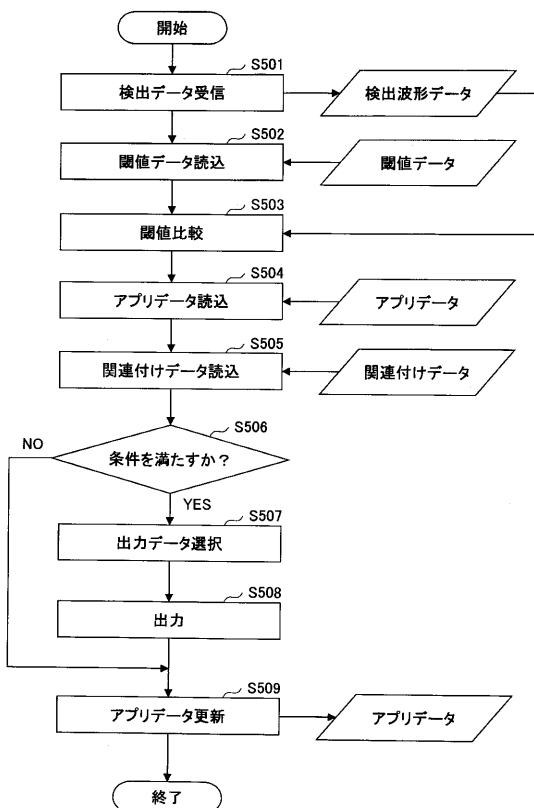 開始
S501
検出データ受信
検出波形データ
S502
閾値データ読込
閾値データ
S503
閾値比較
S504
アプリデータ読込
アプリデータ
S505
関連付けデータ読込
関連付けデータ
S506
NO
条件を満たすか?
YES
S507
出力データ選択
S508
出力
S509
アプリデータ更新
アプリデータ
終了